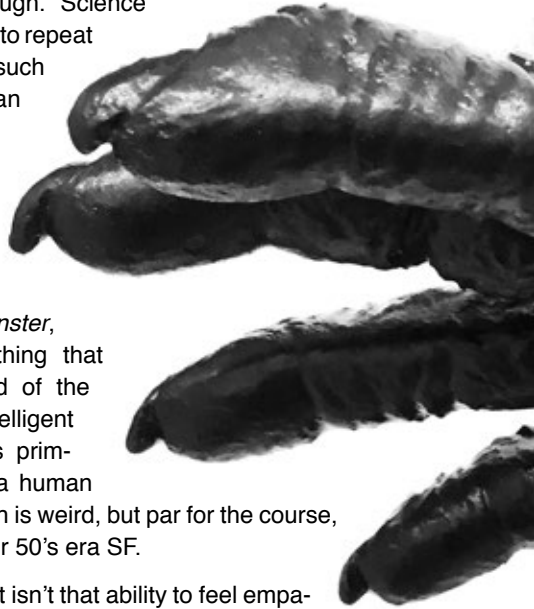 ugh. Science
to repeat
such
an
nster,
thing that
d of the
elligent
s prim-
a human
n is weird, but par for the course,
r 50's era SF.
t isn't that ability to feel empa-